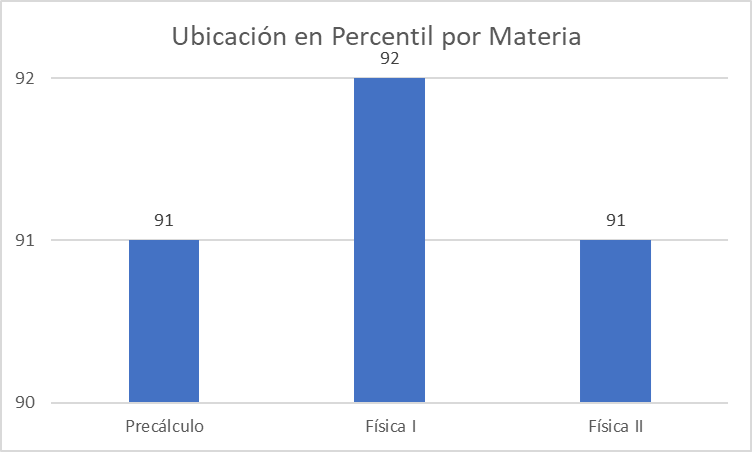 Ubicación en Percentil por Materia
92
92
91
91
91
90
Precálculo
Física I
Física II